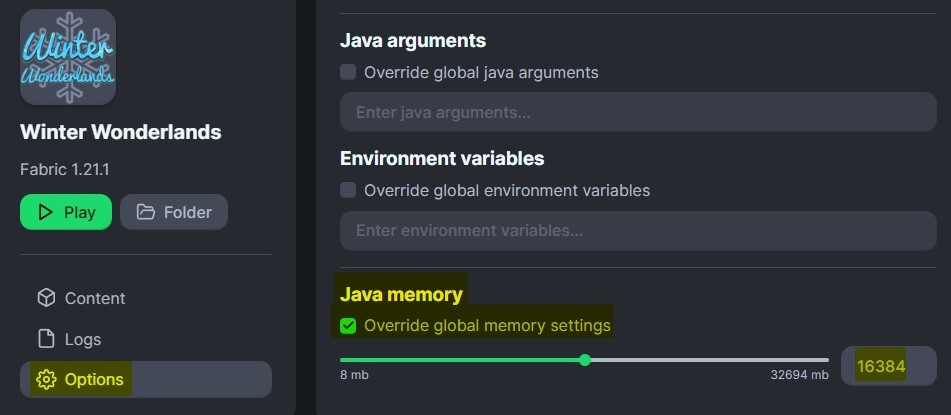 Winter
Wonderlands
Winter Wonderlands
Fabric 1.21.1
Play
Folder
Content
Logs
Options
Java arguments
Override global java arguments
Enter java arguments...
Environment variables
Override global environment variables
Enter environment variables...
Java memory
Override global memory settings
8 mb
32694 mb
16384